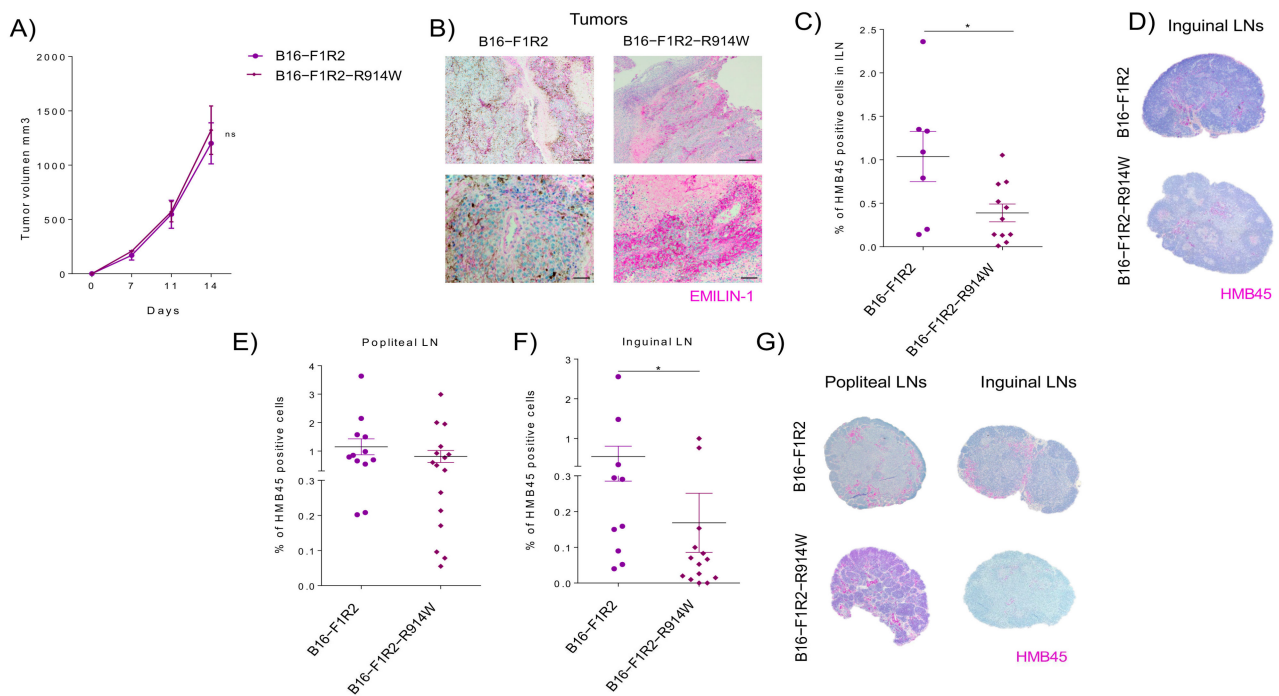 A)
B16−F1R2
B16−F1R2−R914W
Tumor volumen mm3
2000
1500
1000
500
0
ns
0 7 11 14
Days
B)
Tumors
B16−F1R2 B16−F1R2−R914W
EMILIN-1
C)
% of HMB45 positive cells in ILN
2.5
2.0
1.5
1.0
0.5
0.0
*
B16−F1R2
B16−F1R2−R914W
D)
Inguinal LNs
B16−F1R2
B16−F1R2−R914W
HMB45
E)
Popliteal LN
% of HMB45 positive cells
4
3
2
1
0.3
0.2
0.1
0.0
B16−F1R2
B16−F1R2−R914W
F)
Inguinal LN
% of HMB45 positive cells
3
2
1
0.3
0.2
0.1
0.0
*
B16−F1R2
B16−F1R2−R914W
G)
Popliteal LNs Inguinal LNs
B16−F1R2
B16−F1R2−R914W
HMB45